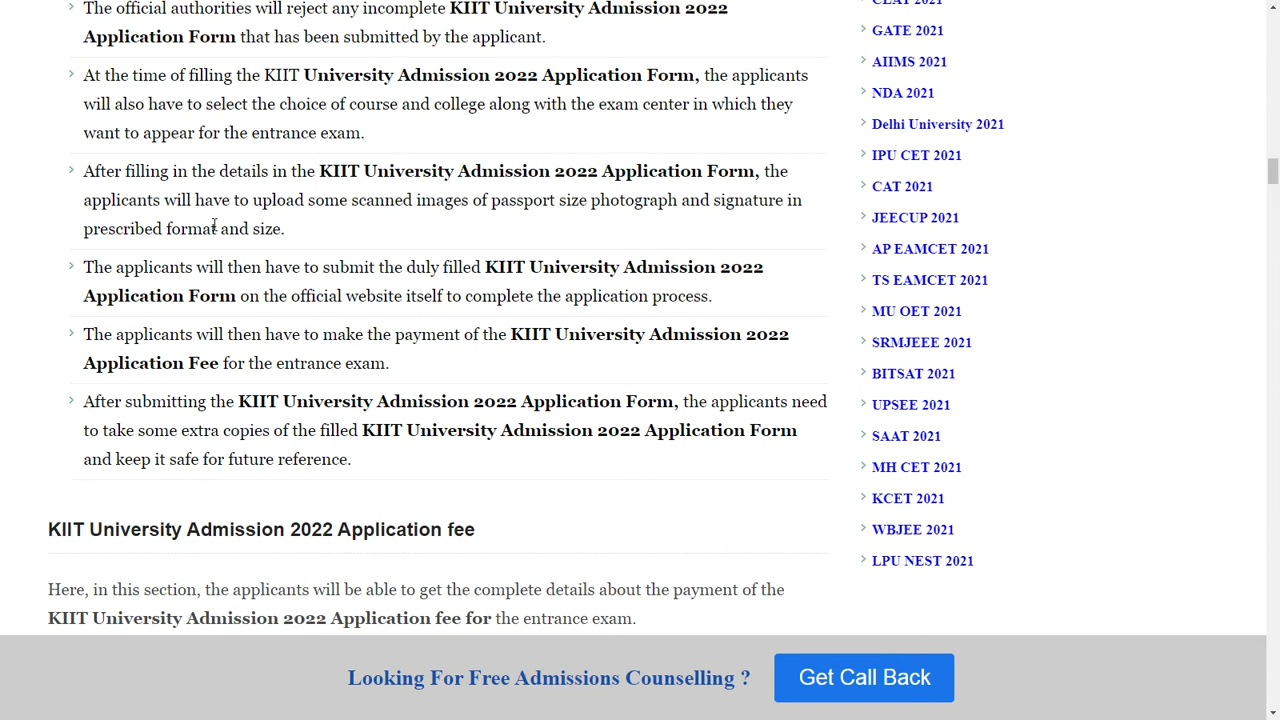 The official authorities will reject any incomplete KIIT University Admission 2022
Application Form that has been submitted by the applicant.
At the time of filling the KIIT University Admission 2022 Application Form, the applicants
will also have to select the choice of course and college along with the exam center in which they
want to appear for the entrance exam.
After filling in the details in the KIIT University Admission 2022 Application Form, the
applicants will have to upload some scanned images of passport size photograph and signature in
prescribed format and size.
The applicants will then have to submit the duly filled KIIT University Admission 2022
Application Form on the official website itself to complete the application process.
The applicants will then have to make the payment of the KIIT University Admission 2022
Application Fee for the entrance exam.
After submitting the KIIT University Admission 2022 Application Form, the applicants need
to take some extra copies of the filled KIIT University Admission 2022 Application Form
and keep it safe for future reference.
KIIT University Admission 2022 Application fee
Here, in this section, the applicants will be able to get the complete details about the payment of the
KIIT University Admission 2022 Application fee for the entrance exam.
CLAT 2021
GATE 2021
AIIMS 2021
NDA 2021
Delhi University 2021
IPU CET 2021
CAT 2021
JEECUP 2021
AP EAMCET 2021
TS EAMCET 2021
MU OET 2021
SRMJEEE 2021
BITSAT 2021
UPSEE 2021
SAAT 2021
MH CET 2021
KCET 2021
WBJEE 2021
LPU NEST 2021
Looking For Free Admissions Counselling ?
Get Call Back